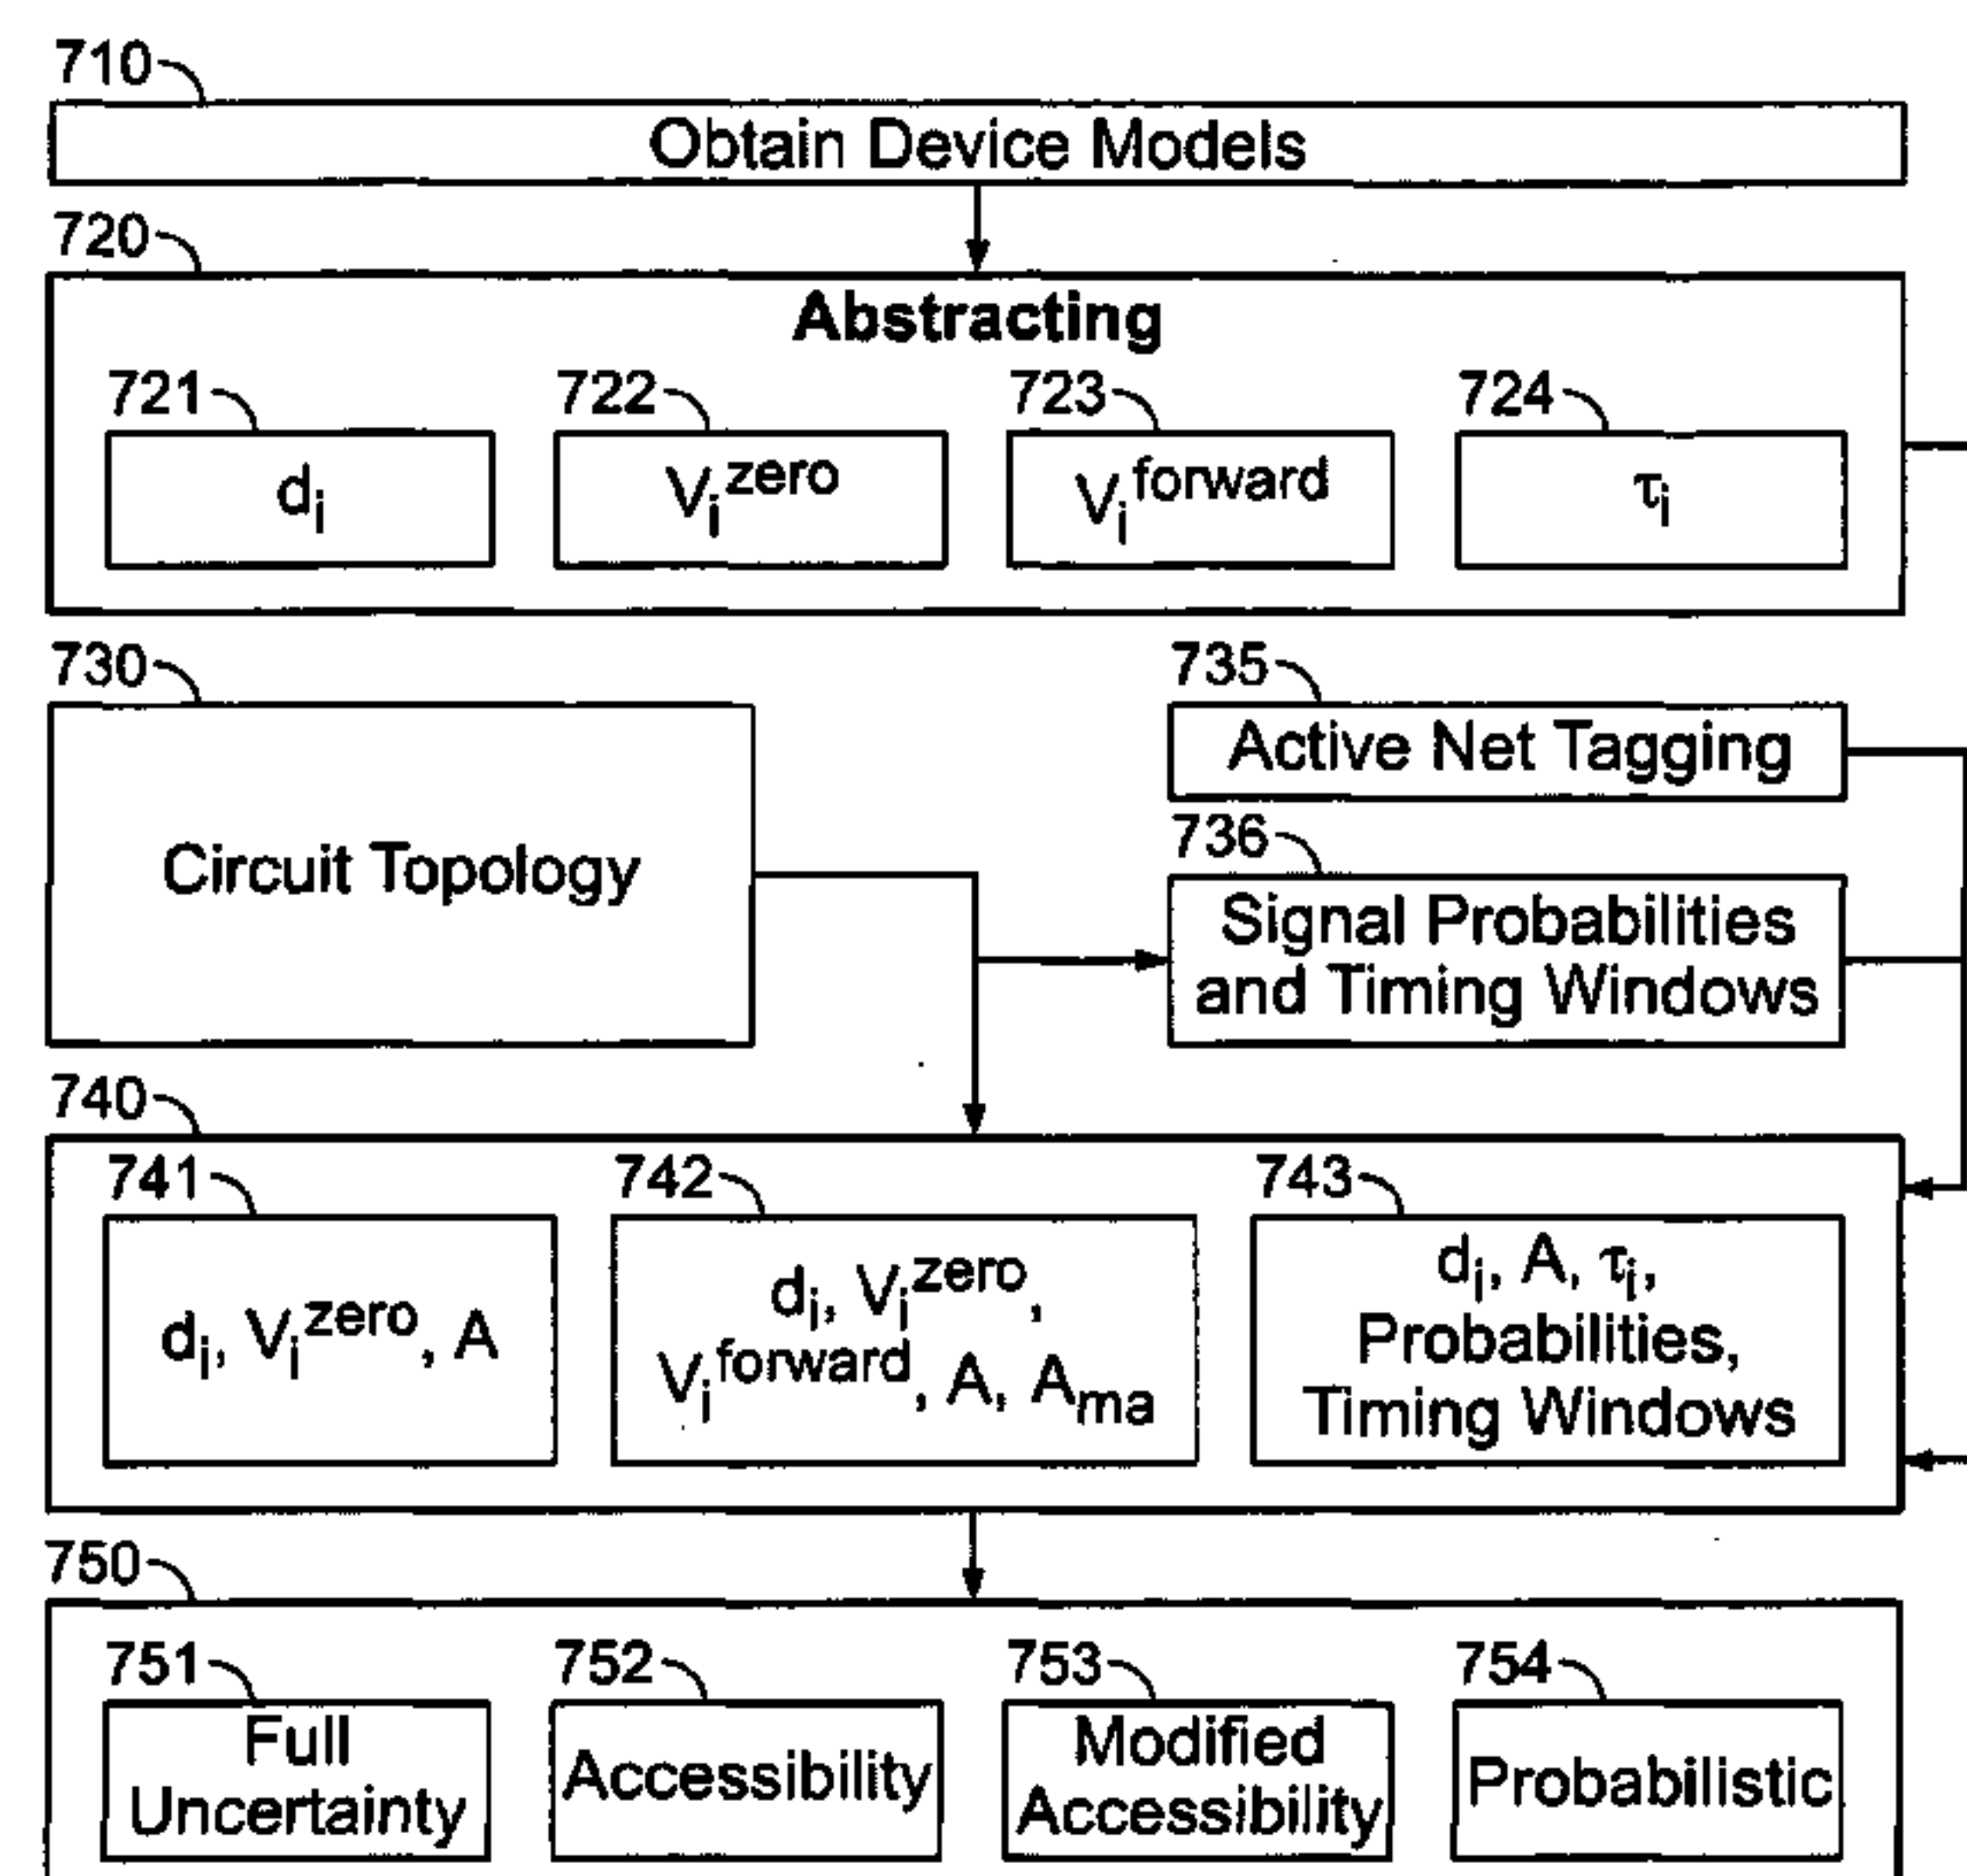 710
Obtain Device Models
720
Abstracting
721 722 723 724
dᵢ Vᵢᶻᵉʳᵒ Vᵢᶠᵒʳʷᵃʳᵈ τᵢ
730 735
Active Net Tagging
736
Circuit Topology
Signal Probabilities
and Timing Windows
740
741 742 743
dᵢ, Vᵢᶻᵉʳᵒ, A
dᵢ, Vᵢᶻᵉʳᵒ,
Vᵢᶠᵒʳʷᵃʳᵈ, A, Aₘₐ
dᵢ, A, τᵢ,
Probabilities,
Timing Windows
750
751 752 753 754
Full
Uncertainty
Accessibility
Modified
Accessibility
Probabilistic